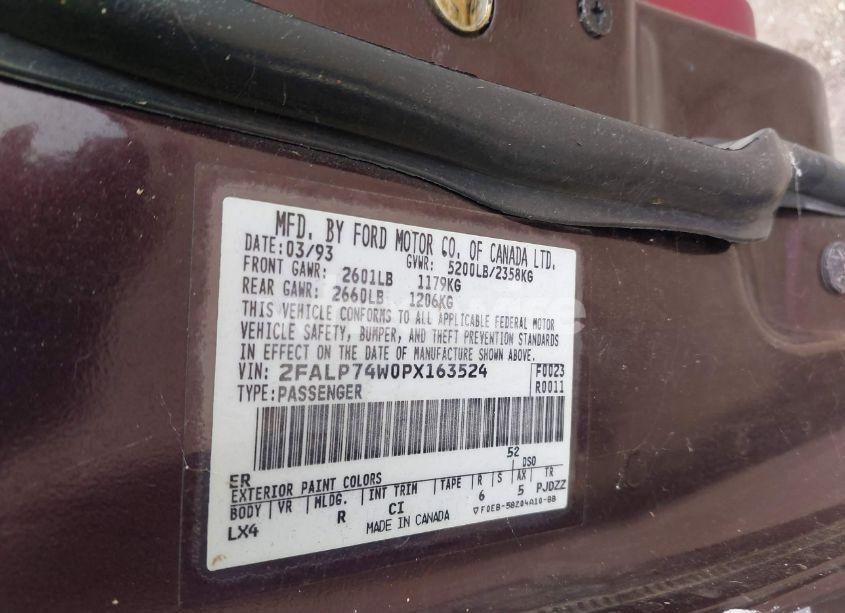 MFD. BY FORD MOTOR CO. OF CANADA LTD.
DATE: 03/93 GVWR: 5200LB/2358KG
FRONT GAWR: 2601LB 1179KG
REAR GAWR: 2660LB 1206KG
THIS VEHICLE CONFORMS TO ALL APPLICABLE FEDERAL MOTOR
VEHICLE SAFETY, BUMPER, AND THEFT PREVENTION STANDARDS
IN EFFECT ON THE DATE OF MANUFACTURE SHOWN ABOVE.
VIN: 2FALP74W0PX163524 F0023
TYPE: PASSENGER R0011
52
ER DSO
EXTERIOR PAINT COLORS
BODY VR MLDG. INT TRIM TAPE R S AX TR
LX4 R CI 6 5 PJDZZ
MADE IN CANADA ▽F0EB-58204A10-BB